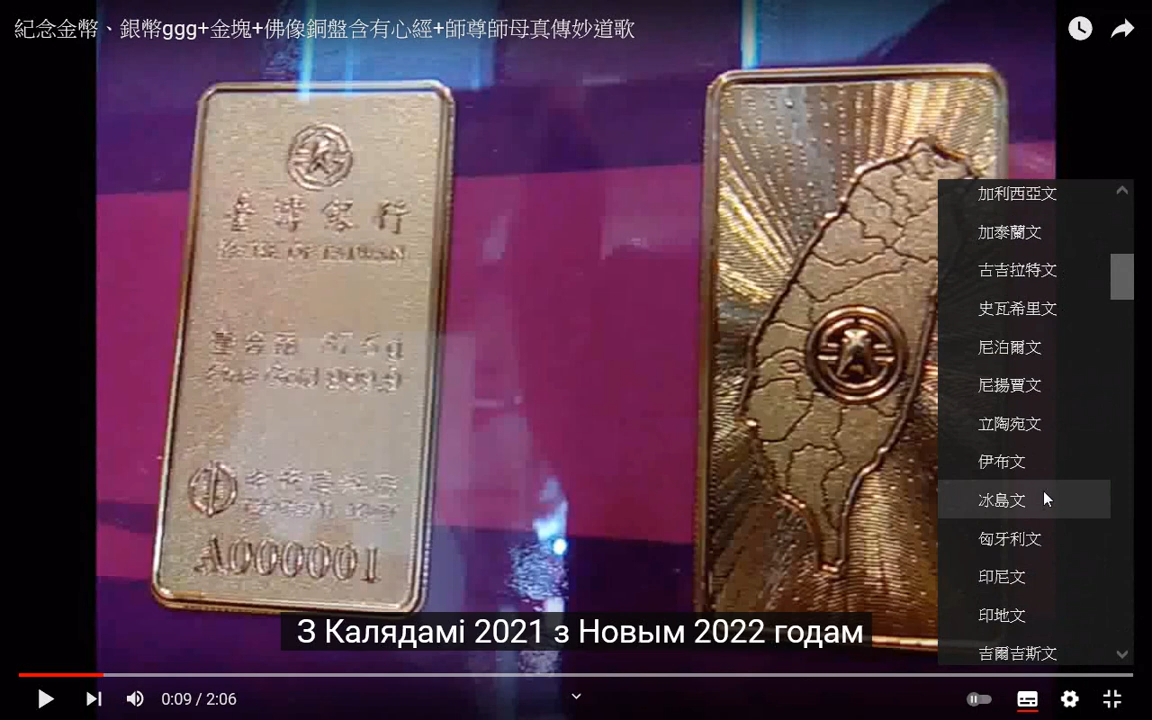 紀念金幣、銀幣ggg+金塊+佛像銅盤含有心經+師尊師母真傳妙道歌
臺灣銀行
BANK OF TAIWAN
A000001
加利西亞文
加泰蘭文
古吉拉特文
史瓦希里文
尼泊爾文
尼揚賈文
立陶宛文
伊布文
冰島文
匈牙利文
印尼文
印地文
吉爾吉斯文
З Калядамі 2021 з Новым 2022 годам
0:09 / 2:06